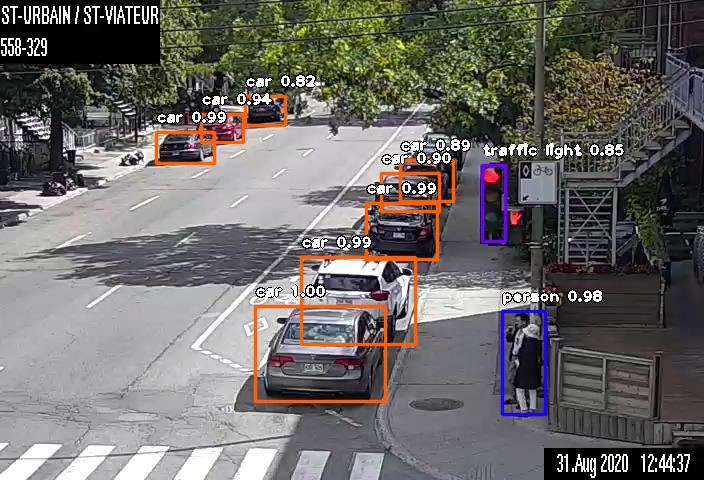 ST-URBAIN / ST-VIATEUR
558-329
car 0.82
car 0.94
car 0.99
car 0.89
car 0.90
car 0.99
traffic light 0.85
car 0.99
car 1.00
person 0.98
31.Aug 2020 12:44:37